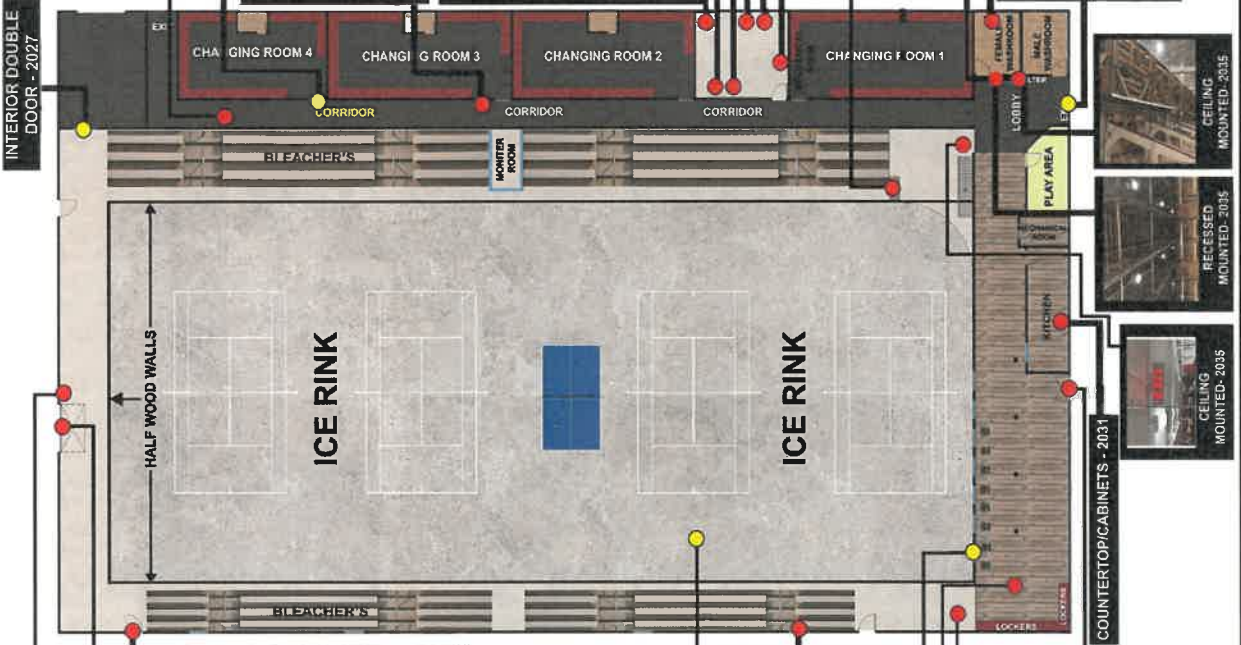 INTERIOR DOUBLE
DOOR - 2027
CHANGING ROOM 4
CHANG G ROOM 3
CHANGING ROOM 2
CHANGING ROOM 1
FEMALE
WASHROOM
MALE
WASHROOM
CORRIDOR
CORRIDOR
CORRIDOR
LOBBY
BLEACHER'S
MONITER
ROOM
PLAY AREA
CEILING
MOUNTED- 2035
RECESSED
MOUNTED- 2035
CEILING
MOUNTED- 2035
HALF WOOD WALLS
ICE RINK
ICE RINK
KITCHEN
BLEACHER'S
LOCKERS
LOCKERS
COUNTERTOP/CABINETS - 2031